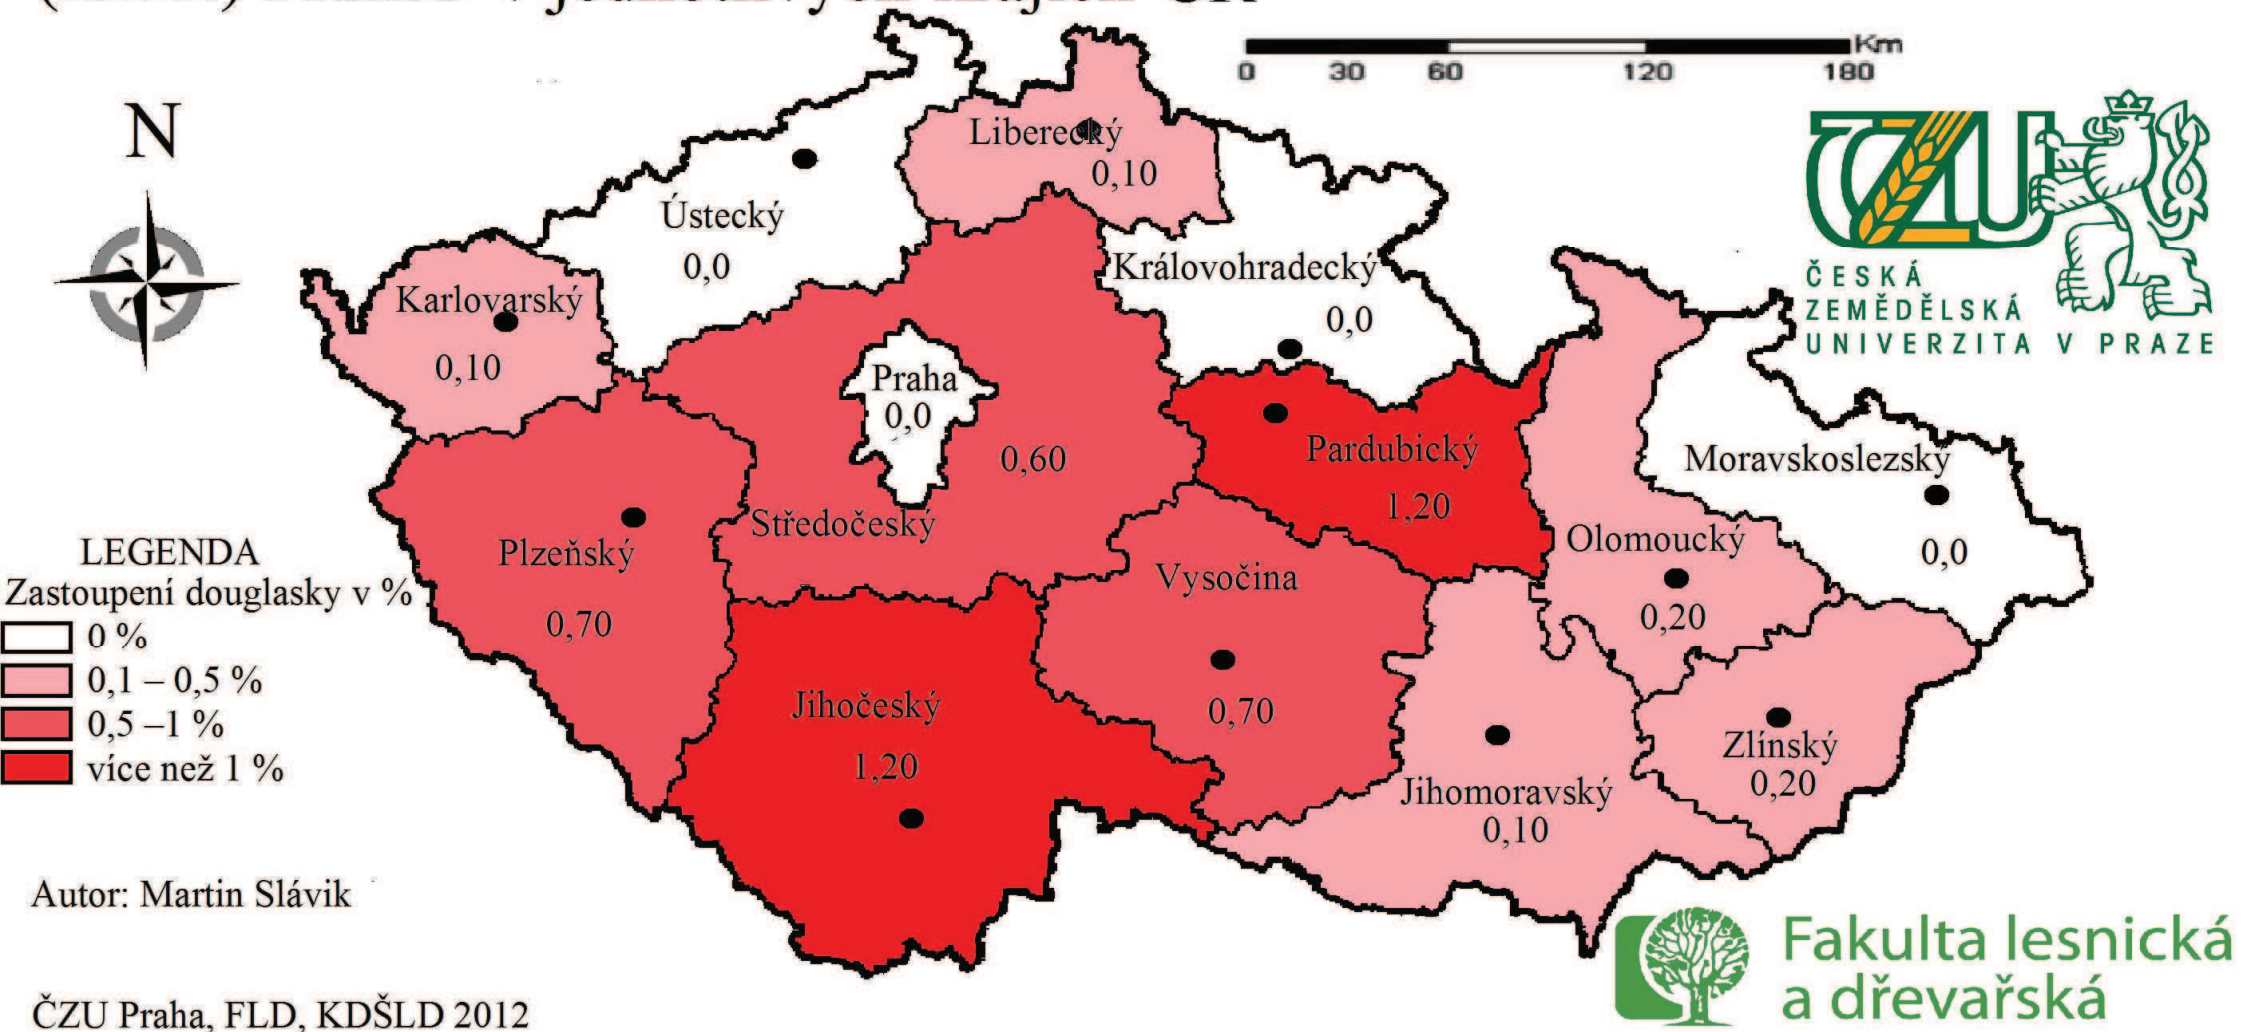 v jednotlivých krajích ČR
Km
0 30 60 120 180
N
ČZU
ČESKÁ
ZEMĚDĚLSKÁ
UNIVERZITA V PRAZE
Liberecký
0,10
Ústecký
0,0
Královohradecký
0,0
Karlovarský
0,10
Praha
0,0
0,60
Středočeský
Pardubický
1,20
Moravskoslezský
0,0
Olomoucký
0,20
Plzeňský
0,70
Vysočina
0,70
Jihočeský
1,20
Jihomoravský
0,10
Zlínský
0,20
LEGENDA
Zastoupení douglasky v %
0 %
0,1 – 0,5 %
0,5 –1 %
více než 1 %
Autor: Martin Slávik
ČZU Praha, FLD, KDŠLD 2012
Fakulta lesnická
a dřevařská